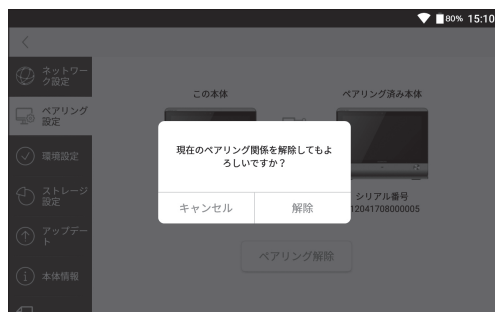 80% 15:10
ネットワー
ク設定
ペアリング
設定
環境設定
ストレージ
設定
アップデー
ト
本体情報
この本体
ペアリング済み本体
現在のペアリング関係を解除してもよ
ろしいですか？
キャンセル
解除
シリアル番号
12041708000005
ペアリング解除